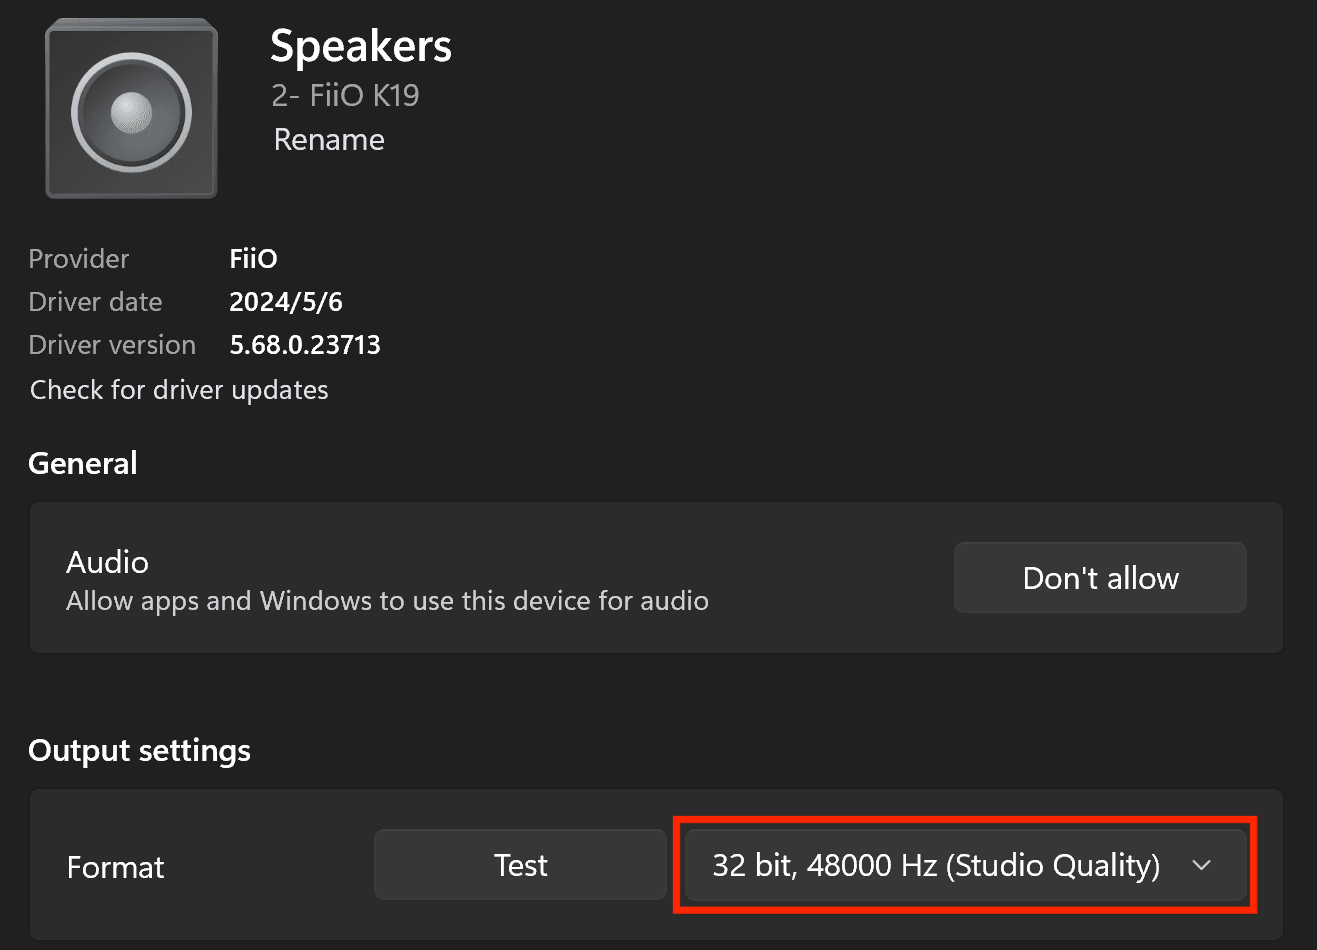 Speakers
2- FiiO K19
Rename
Provider FiiO
Driver date 2024/5/6
Driver version 5.68.0.23713
Check for driver updates
General
Audio
Allow apps and Windows to use this device for audio
Don't allow
Output settings
Format Test 32 bit, 48000 Hz (Studio Quality)